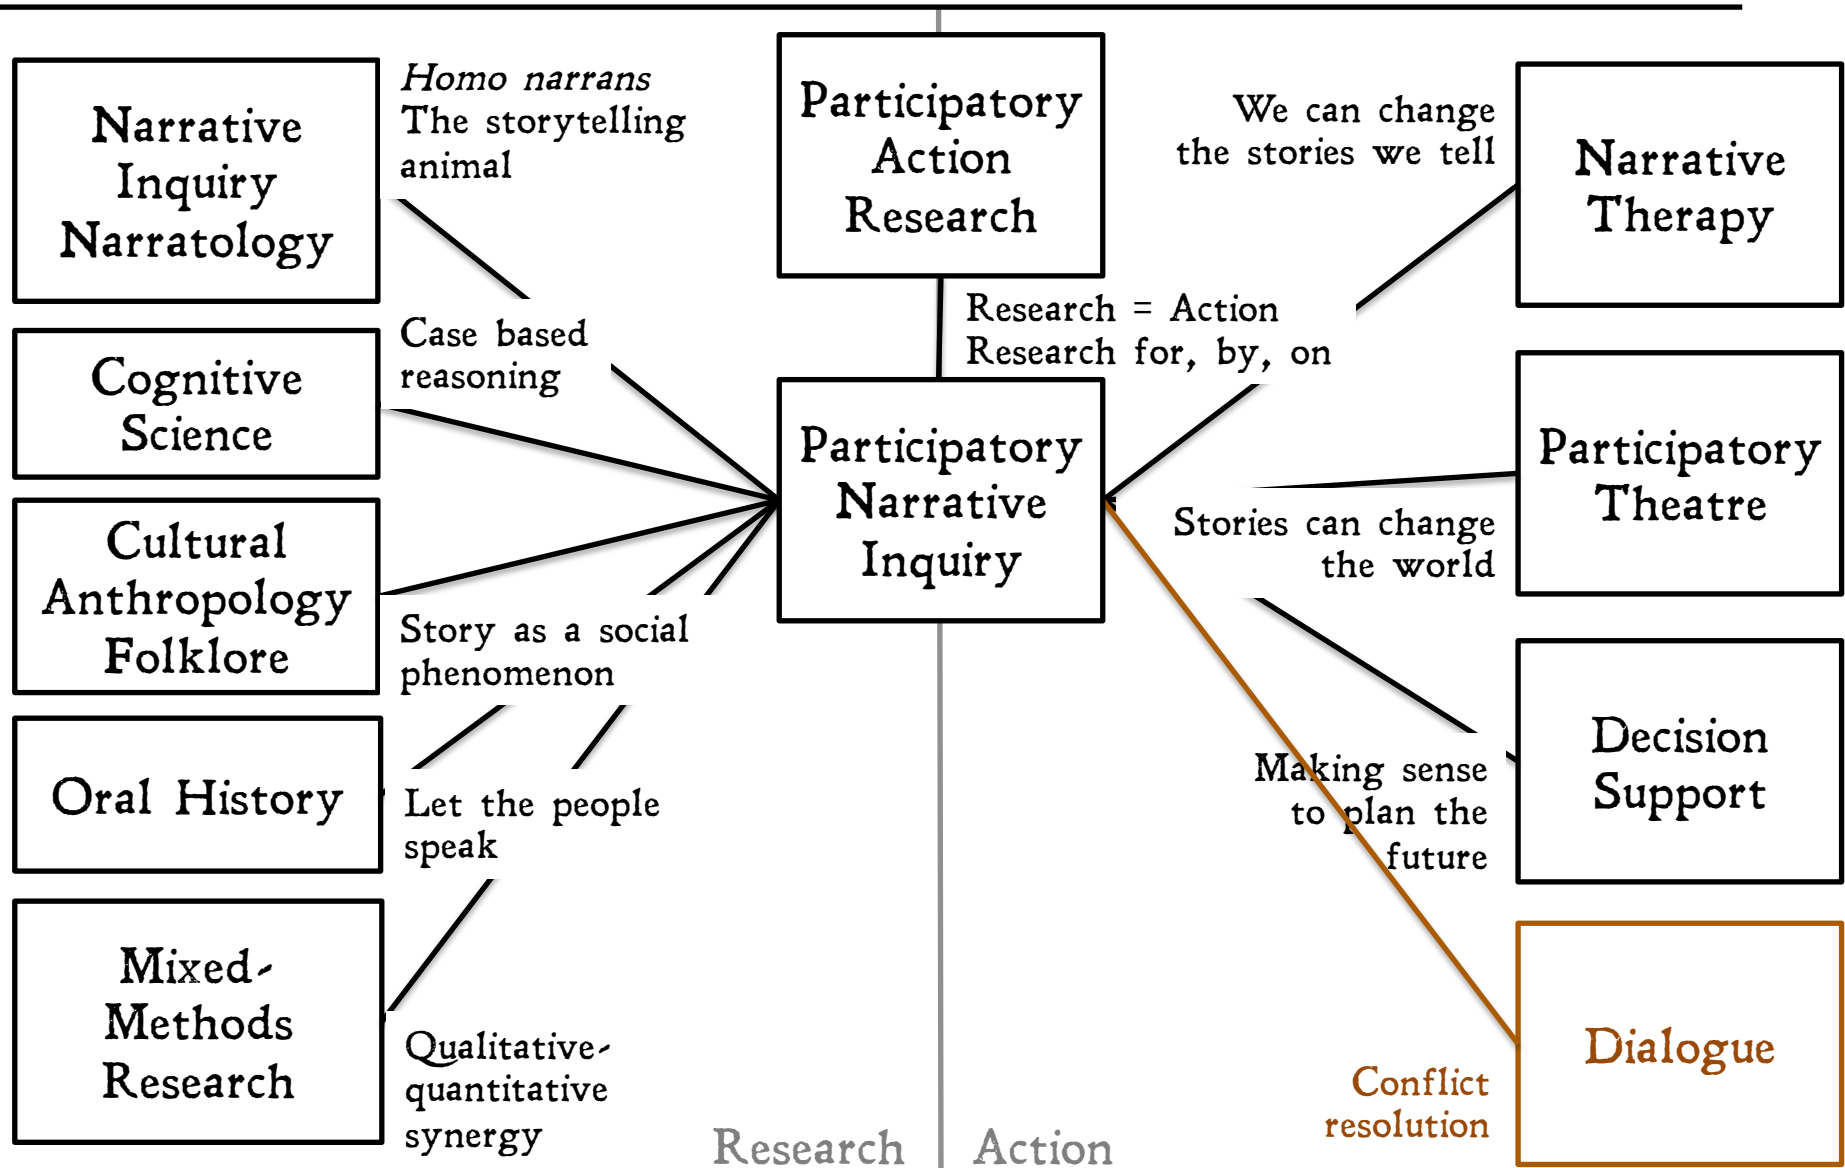 Narrative
Inquiry
Narratology
Homo narrans
The storytelling
animal
Cognitive
Science
Case based
reasoning
Cultural
Anthropology
Folklore
Story as a social
phenomenon
Oral History
Let the people
speak
Mixed-
Methods
Research
Qualitative-
quantitative
synergy
Participatory
Action
Research
Research = Action
Research for, by, on
Participatory
Narrative
Inquiry
Research
Action
We can change
the stories we tell
Narrative
Therapy
Stories can change
the world
Participatory
Theatre
Making sense
to plan the
future
Decision
Support
Conflict
resolution
Dialogue